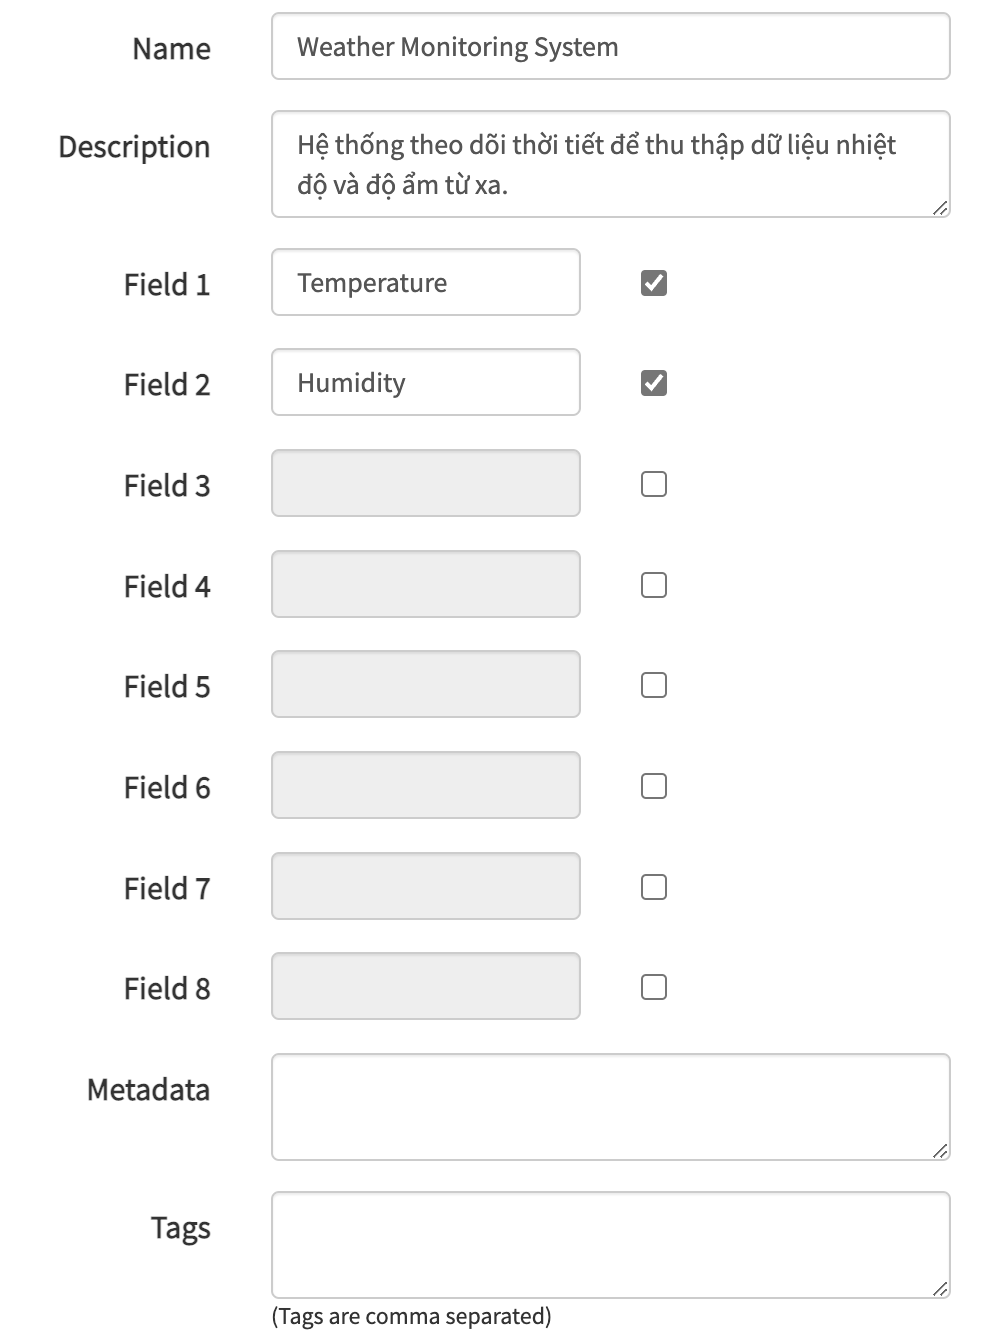 Name
Weather Monitoring System
Description
Hệ thống theo dõi thời tiết để thu thập dữ liệu nhiệt
độ và độ ẩm từ xa.
Field 1
Temperature
Field 2
Humidity
Field 3
Field 4
Field 5
Field 6
Field 7
Field 8
Metadata
Tags
(Tags are comma separated)